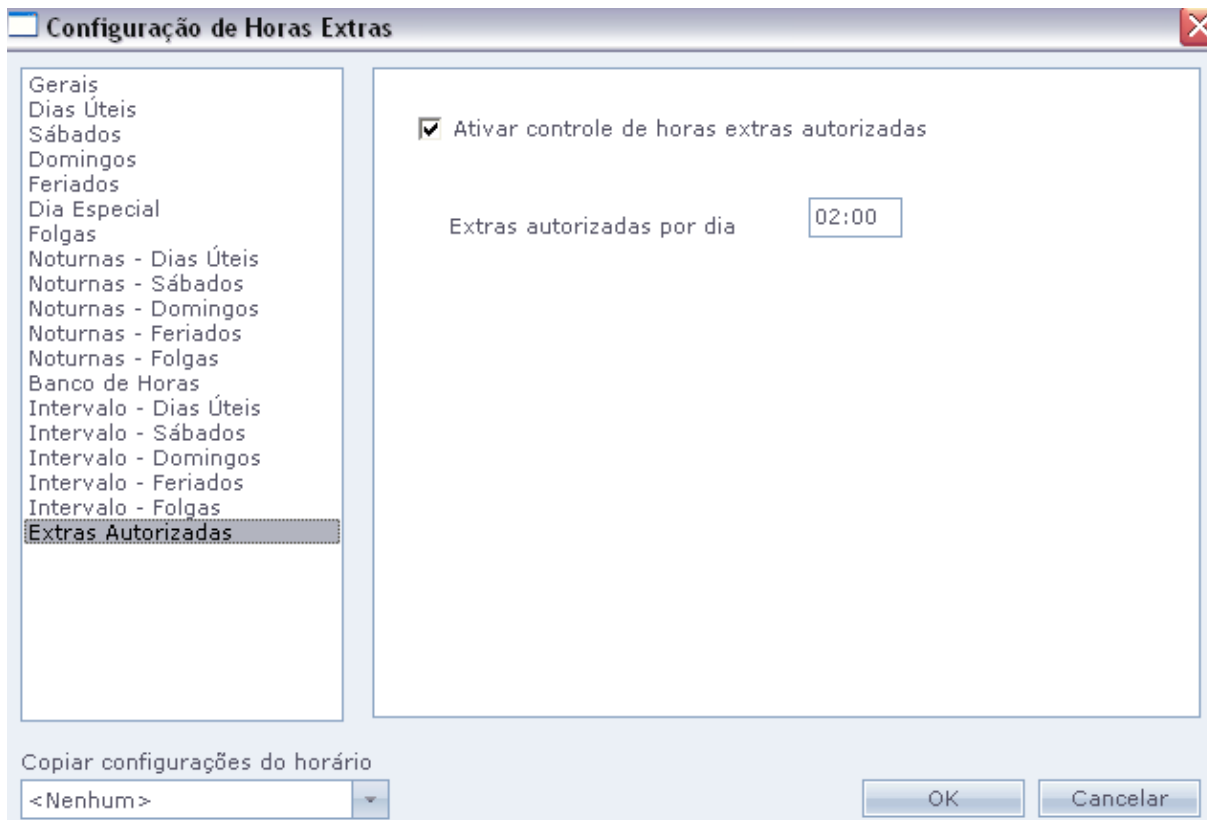 Configuração de Horas Extras
Gerais
Dias Úteis
Sábados
Domingos
Feriados
Dia Especial
Folgas
Noturnas - Dias Úteis
Noturnas - Sábados
Noturnas - Domingos
Noturnas - Feriados
Noturnas - Folgas
Banco de Horas
Intervalo - Dias Úteis
Intervalo - Sábados
Intervalo - Domingos
Intervalo - Feriados
Intervalo - Folgas
Extras Autorizadas
Ativar controle de horas extras autorizadas
Extras autorizadas por dia 02:00
Copiar configurações do horário
<Nenhum>
OK Cancelar